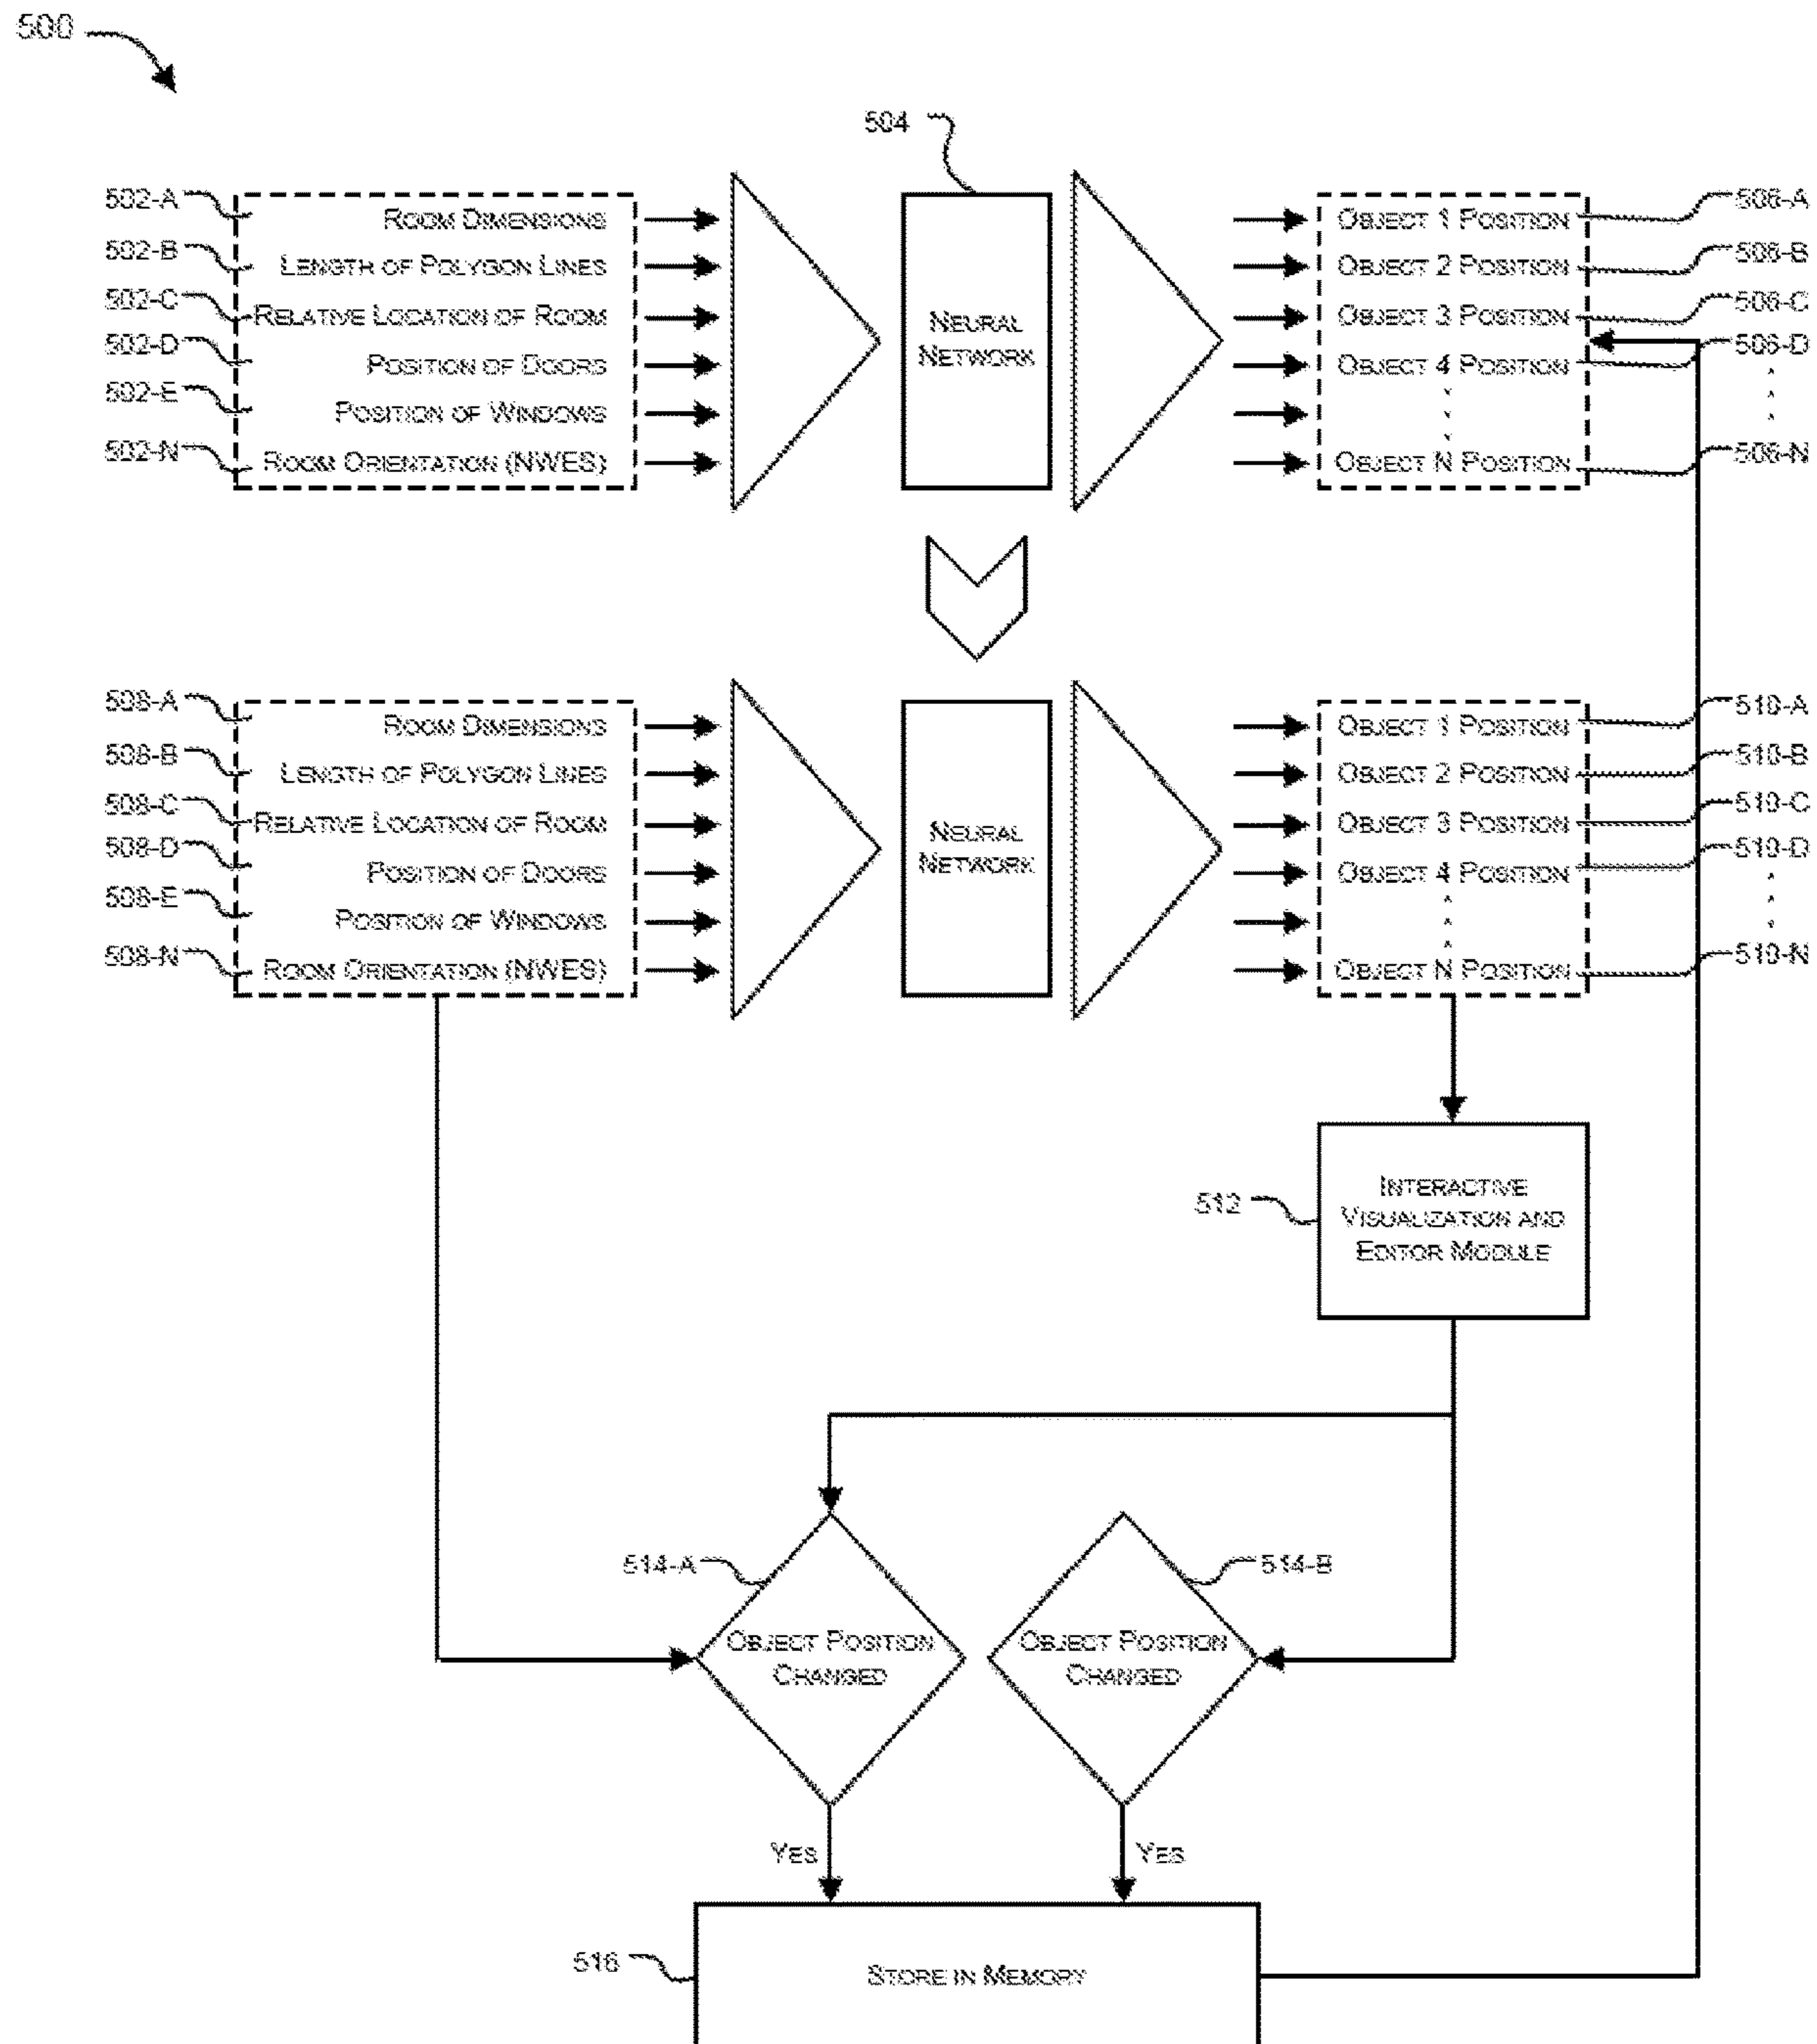 500
504
502-A
ROOM DIMENSIONS
OBJECT 1 POSITION
506-A
502-B
LENGTH OF POLYGON LINES
OBJECT 2 POSITION
506-B
502-C
RELATIVE LOCATION OF ROOM
NEURAL
NETWORK
OBJECT 3 POSITION
506-C
502-D
POSITION OF DOORS
OBJECT 4 POSITION
506-D
502-E
POSITION OF WINDOWS
502-N
ROOM ORIENTATION (NWES)
OBJECT N POSITION
506-N
508-A
ROOM DIMENSIONS
OBJECT 1 POSITION
510-A
508-B
LENGTH OF POLYGON LINES
OBJECT 2 POSITION
510-B
508-C
RELATIVE LOCATION OF ROOM
NEURAL
NETWORK
OBJECT 3 POSITION
510-C
508-D
POSITION OF DOORS
OBJECT 4 POSITION
510-D
508-E
POSITION OF WINDOWS
508-N
ROOM ORIENTATION (NWES)
OBJECT N POSITION
510-N
512
INTERACTIVE
VISUALIZATION AND
EDITOR MODULE
514-A
OBJECT POSITION
CHANGED
514-B
OBJECT POSITION
CHANGED
YES
YES
516
STORE IN MEMORY